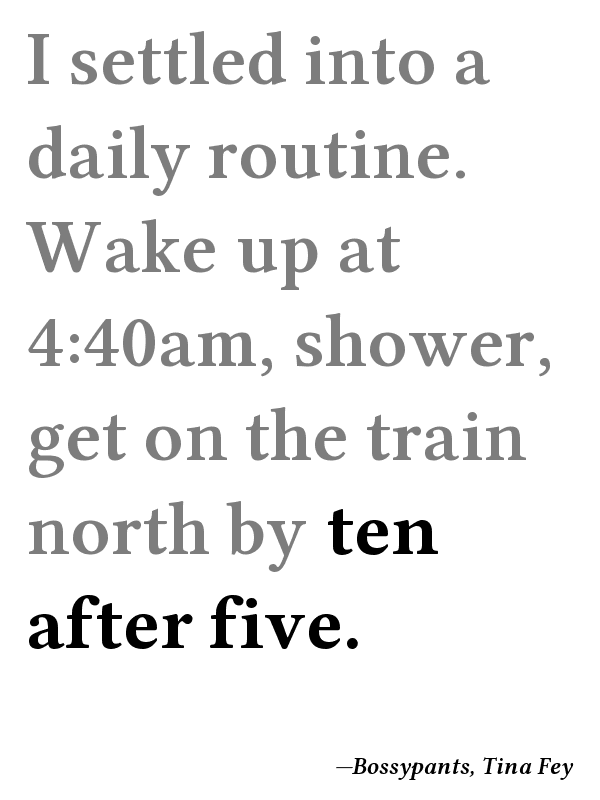 I settled into a
daily routine.
Wake up at
4:40am, shower,
get on the train
north by ten
after five.
—Bossypants, Tina Fey